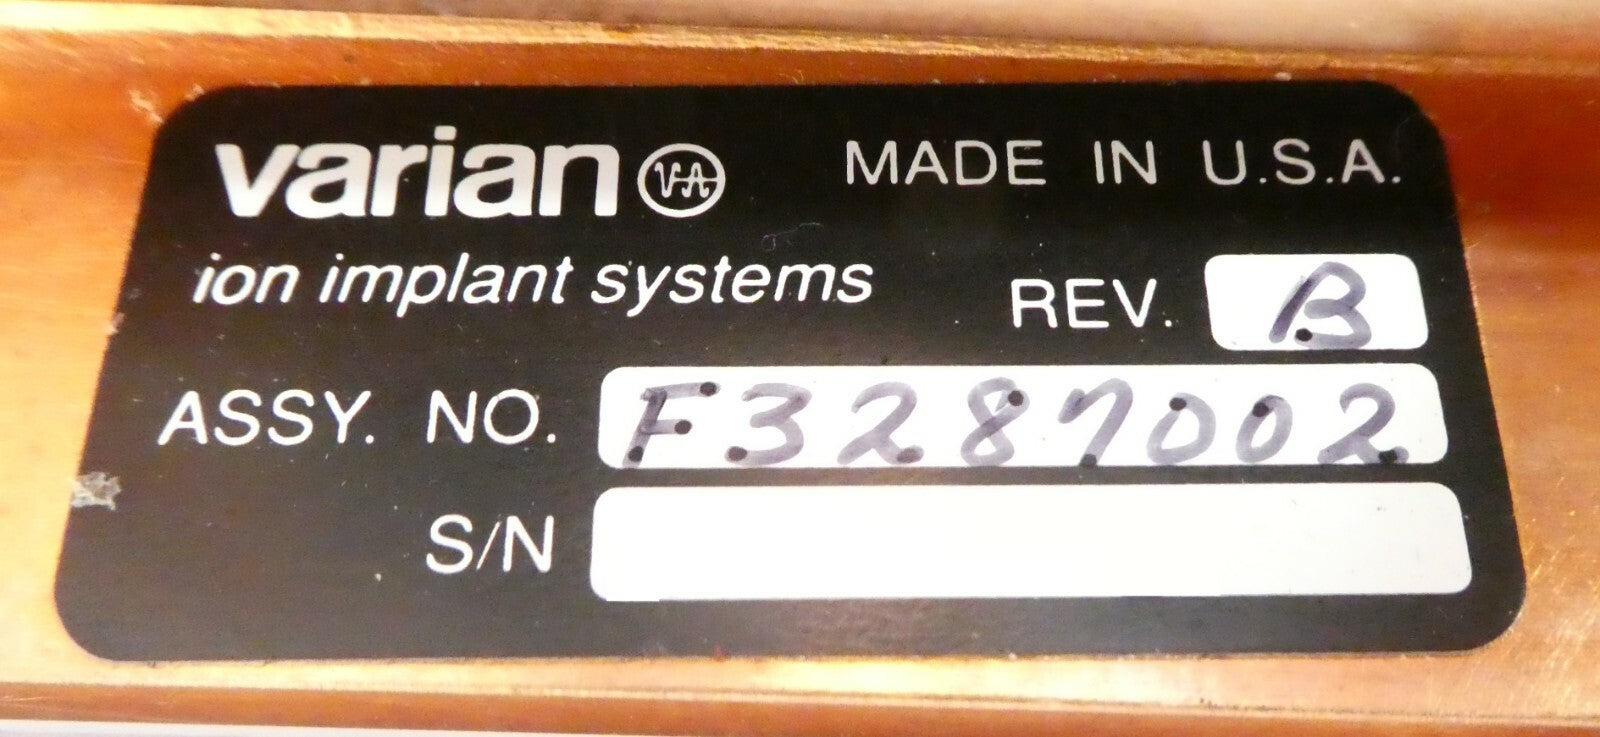 varian VA MADE IN U.S.A.
ion implant systems REV. B
ASSY. NO. F3287002
S/N